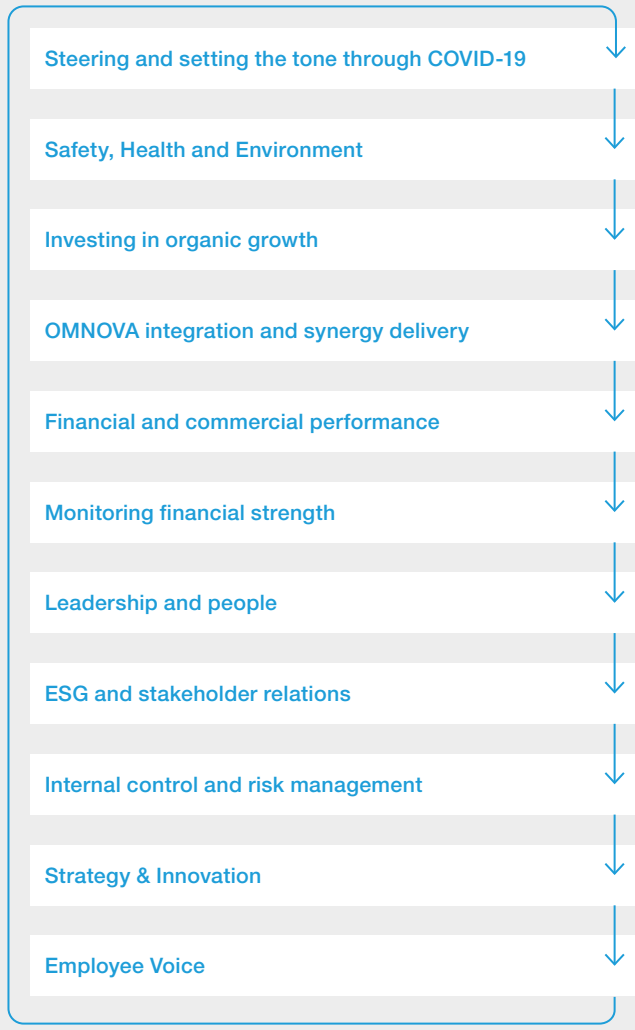 Steering and setting the tone through COVID-19
Safety, Health and Environment
Investing in organic growth
OMNOVA integration and synergy delivery
Financial and commercial performance
Monitoring financial strength
Leadership and people
ESG and stakeholder relations
Internal control and risk management
Strategy & Innovation
Employee Voice